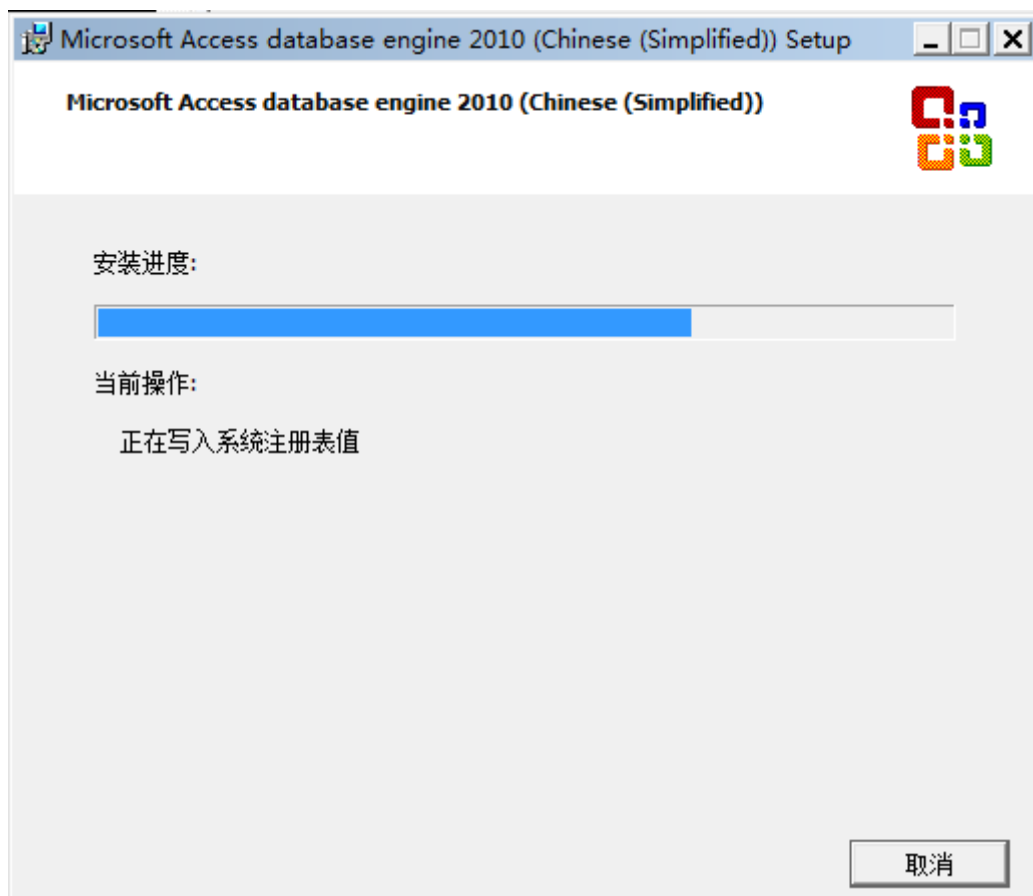 Microsoft Access database engine 2010 (Chinese (Simplified)) Setup
Microsoft Access database engine 2010 (Chinese (Simplified))
安装进度:
当前操作:
正在写入系统注册表值
取消